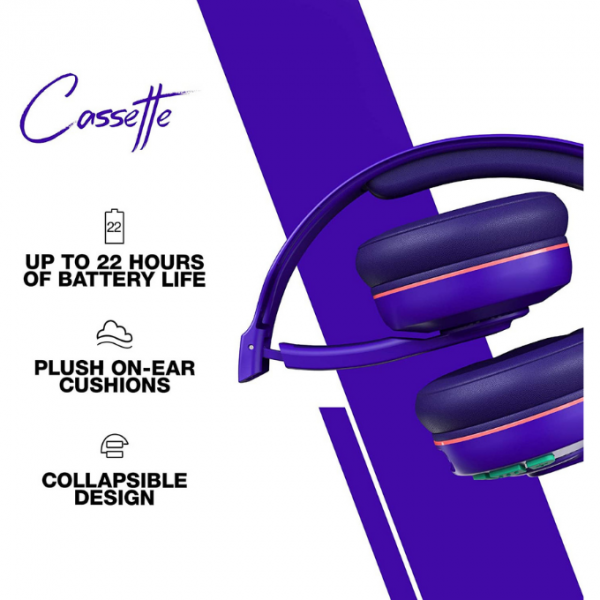 Cassette
22
UP TO 22 HOURS
OF BATTERY LIFE
PLUSH ON-EAR
CUSHIONS
COLLAPSIBLE
DESIGN